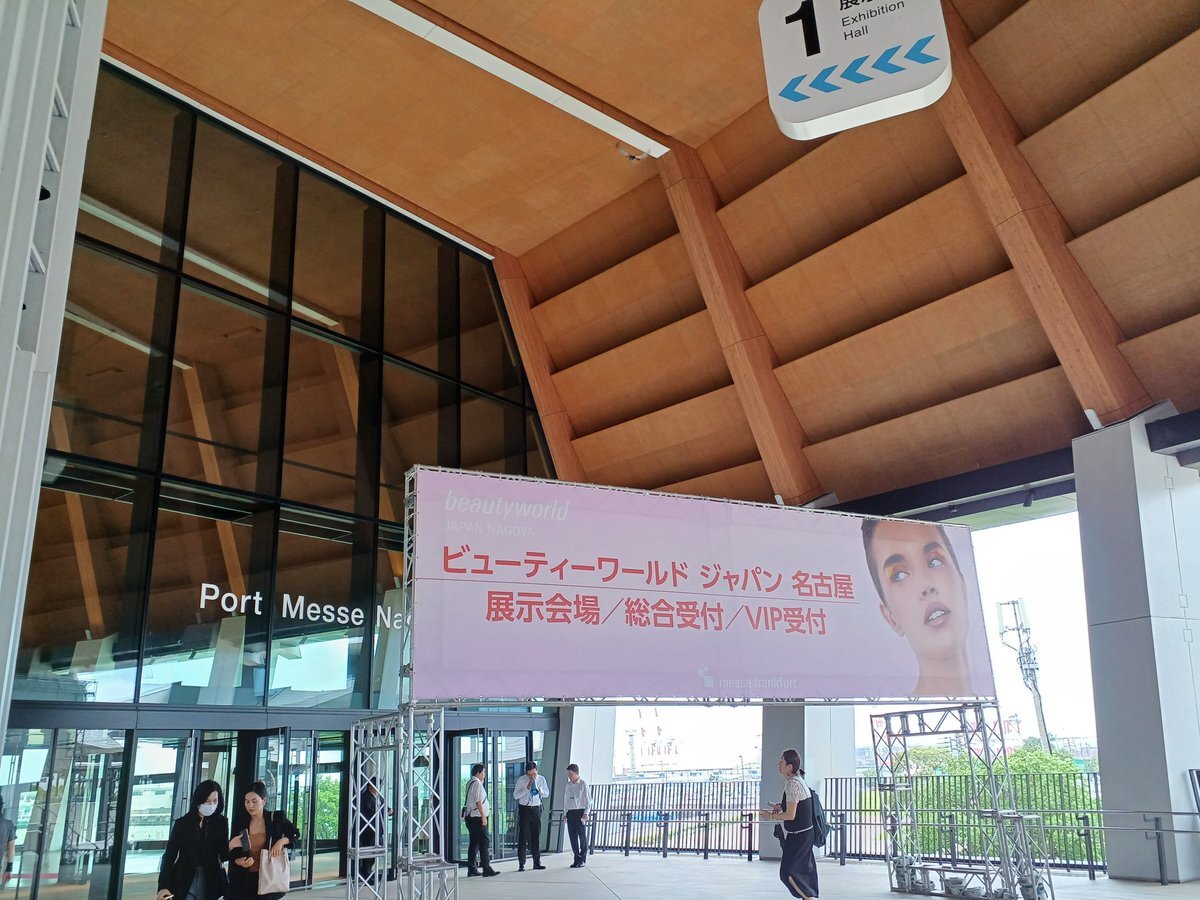 1
Exhibition
Hall
Port Messe
beautyworld
JAPAN NAGOYA
ビューティーワールド ジャパン 名古屋
展示会場／総合受付／VIP受付
messe frankfurt